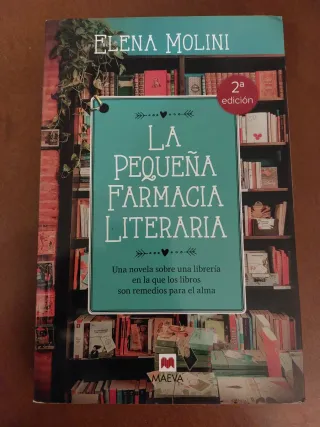 ELENA MOLINI
2ª
edición
LA
PEQUEÑA
FARMACIA
LITERARIA
Una novela sobre una librería
en la que los libros
son remedios para el alma
MAEVA